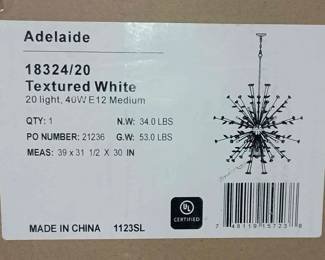 Adelaide
18324/20
Textured White
20 light, 40W E12 Medium
QTY: 1 N.W: 34.0 LBS
PO NUMBER: 21236 G.W: 53.0 LBS
MEAS: 39 x 31 1/2 X 30 IN
UL
CERTIFIED
MADE IN CHINA 1123SL